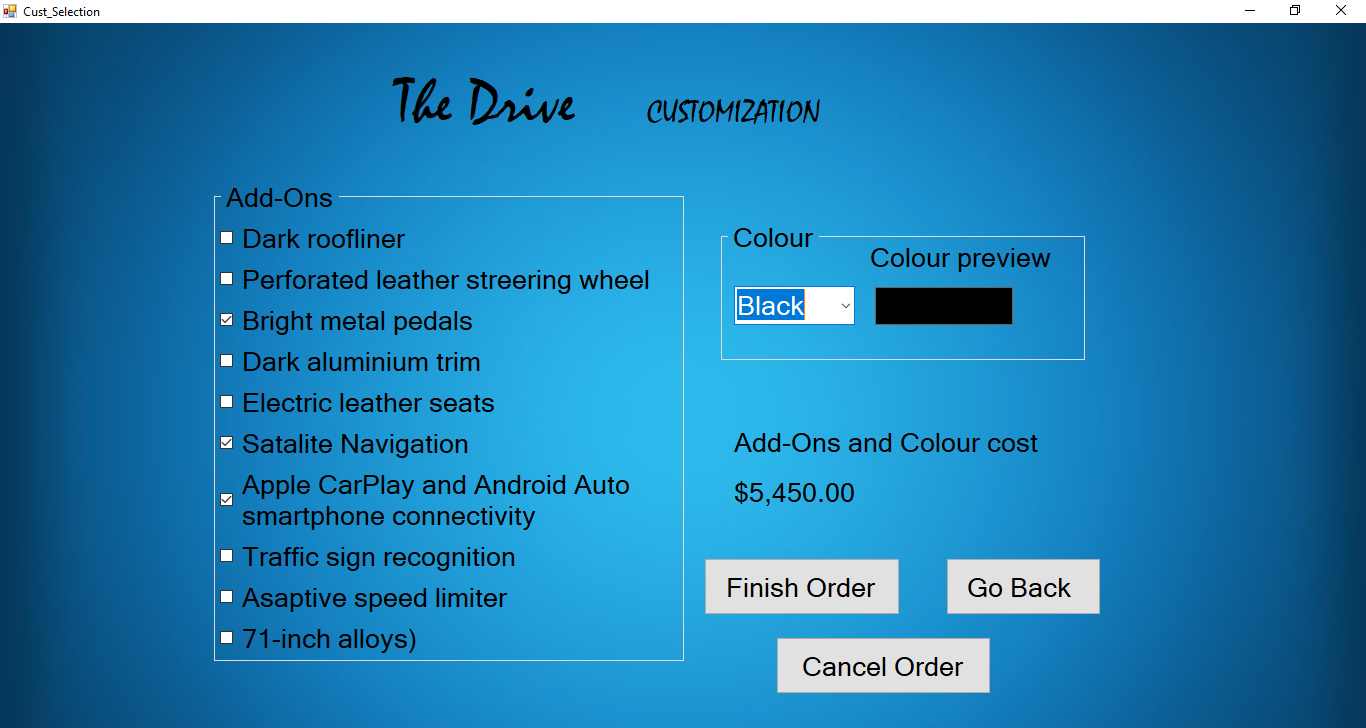 Cust_Selection
The Drive
CUSTOMIZATION
Add-Ons
Dark roofliner
Perforated leather streering wheel
Bright metal pedals
Dark aluminium trim
Electric leather seats
Satalite Navigation
Apple CarPlay and Android Auto
smartphone connectivity
Traffic sign recognition
Asaptive speed limiter
71-inch alloys)
Colour
Colour preview
Black
Add-Ons and Colour cost
$5,450.00
Finish Order
Go Back
Cancel Order